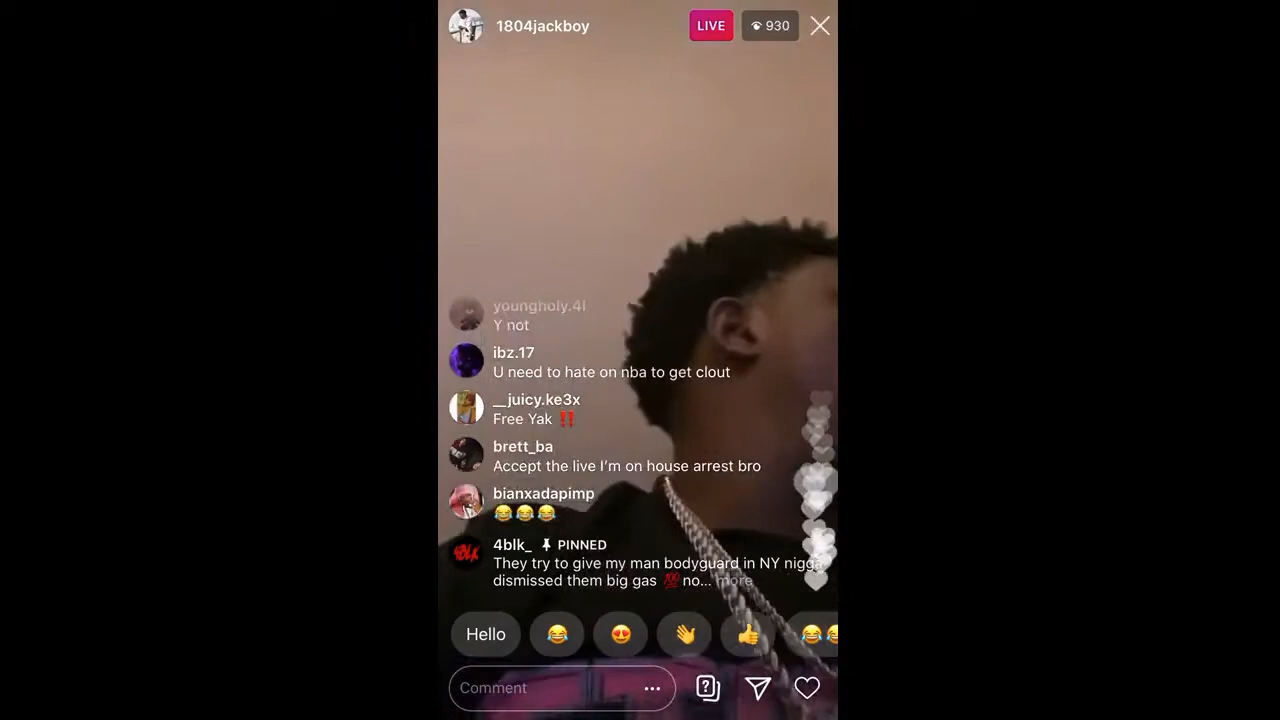 1804jackboy
LIVE
930
youngholy.4l
Y not
ibz.17
U need to hate on nba to get clout
__juicy.ke3x
Free Yak ‼️
brett_ba
Accept the live I'm on house arrest bro
bianxadapimp
😂😂😂
4blk_ PINNED
They try to give my man bodyguard in NY nigga
dismissed them big gas 💯no... more
Hello
Comment